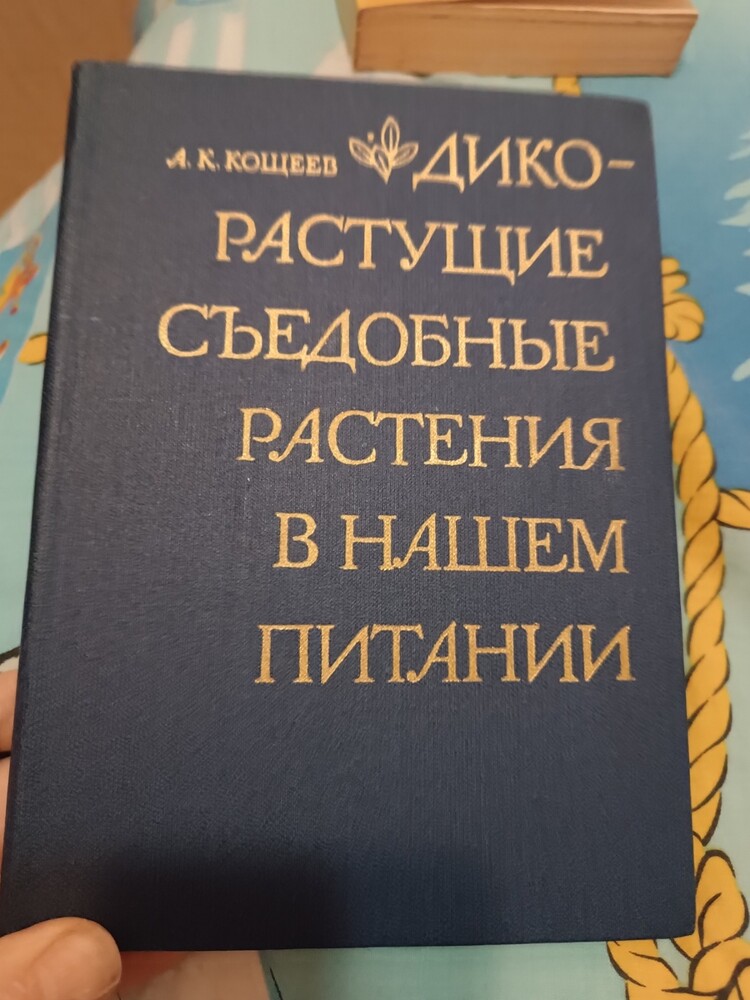 А. К. КОЩЕЕВ
ДИКО-
РАСТУЩИЕ
СЪЕДОБНЫЕ
РАСТЕНИЯ
В НАШЕМ
ПИТАНИИ